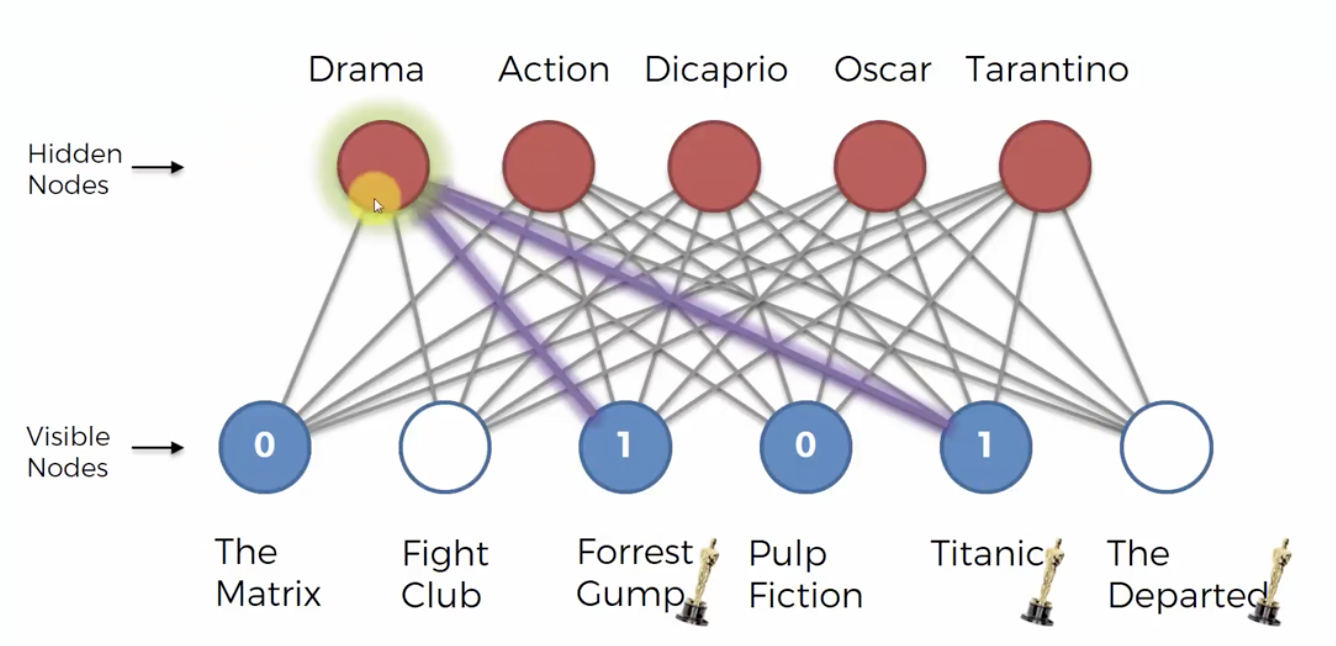 Drama Action Dicaprio Oscar Tarantino
Hidden
Nodes
Visible
Nodes
0 1 0 1
The Matrix
Fight Club
Forrest Gump
Pulp Fiction
Titanic
The Departed